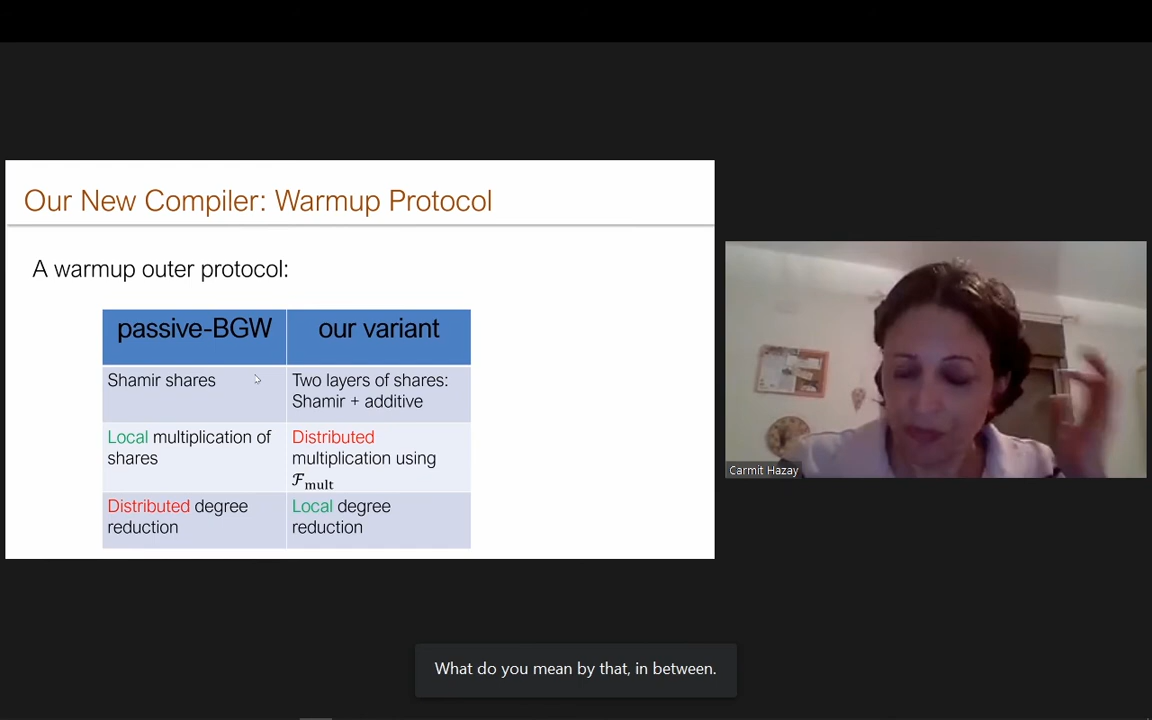 Our New Compiler: Warmup Protocol
A warmup outer protocol:
passive-BGW
our variant
Shamir shares
Two layers of shares:
Shamir + additive
Local multiplication of
shares
Distributed
multiplication using
ℱmult
Distributed degree
reduction
Local degree
reduction
Carmit Hazay
What do you mean by that, in between.